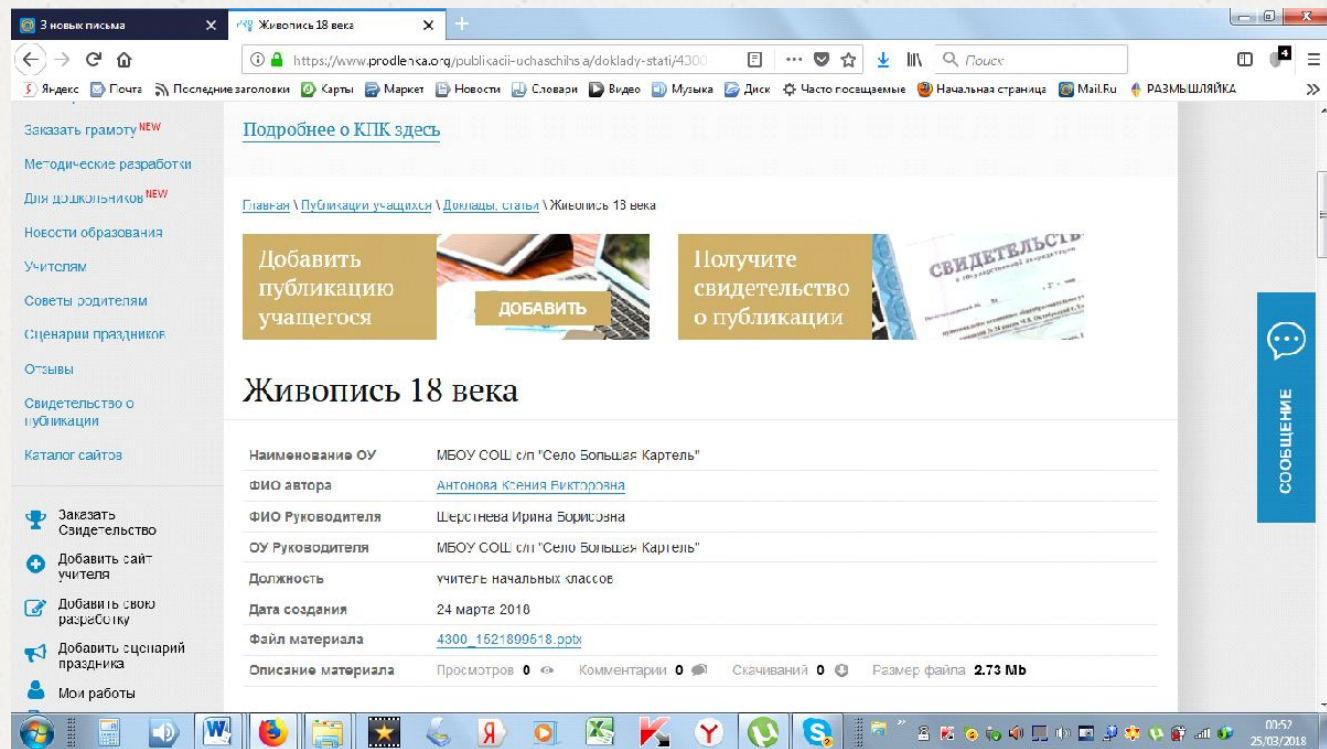 3 новых письма
Живопись 18 века
https://www.prodlenka.org/publikacii-uchaschihsja/doklady-stati/4300
Поиск
4
Яндекс Почта Последние заголовки Карты Маркет Новости Словари Видео Музыка Диск Часто посещаемые Начальная страница Mail.Ru РАЗМЫШЛЯЙКА
Заказать грамоту NEW
Методические разработки
Для дошкольников NEW
Новости образования
Учителям
Советы родителям
Сценарии праздников
Отзывы
Свидетельство о
публикации
Каталог сайтов
Заказать
Свидетельство
Добавить сайт
учителя
Добавить свою
разработку
Добавить сценарий
праздника
Мои работы
Подробнее о КПК здесь
Главная \ Публикации учащихся \ Доклады, статьи \ Живопись 18 века
Добавить
публикацию
учащегося
ДОБАВИТЬ
Получите
свидетельство
о публикации
СВИДЕТЕЛЬСТВО
Живопись 18 века
Наименование ОУ МБОУ СОШ с/п "Село Большая Картель"
ФИО автора Антонова Ксения Викторовна
ФИО Руководителя Шерстнева Ирина Борисовна
ОУ Руководителя МБОУ СОШ с/п "Село Большая Картель"
Должность учитель начальных классов
Дата создания 24 марта 2018
Файл материала 4300_1521899518.pptx
Описание материала Просмотров 0 Комментарии 0 Скачиваний 0 Размер файла 2.73 Mb
СООБЩЕНИЕ
00:52
25/03/2018